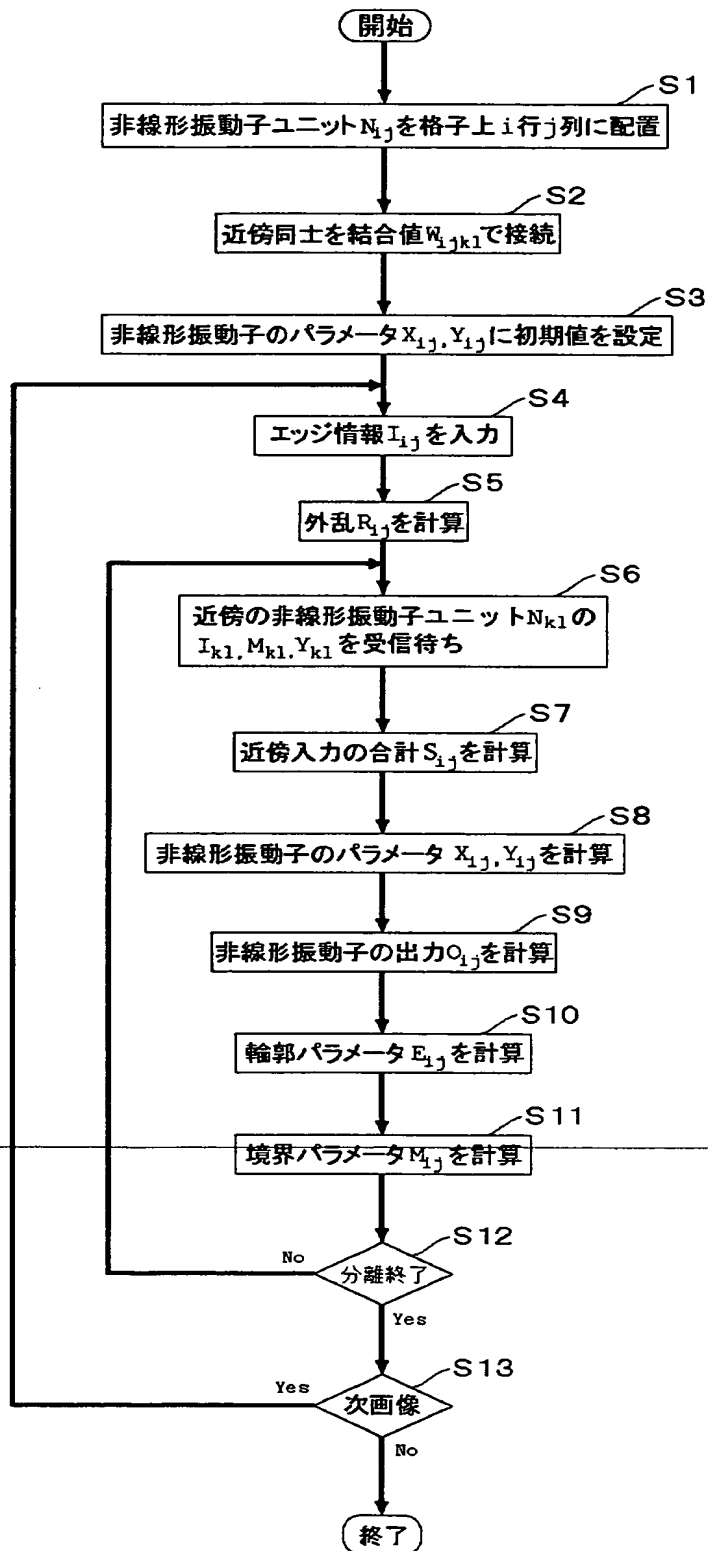 開始
S1
非線形振動子ユニットNijを格子上i行j列に配置
S2
近傍同士を結合値Wijklで接続
S3
非線形振動子のパラメータXij,Yijに初期値を設定
S4
エッジ情報Iijを入力
S5
外乱Rijを計算
S6
近傍の非線形振動子ユニットNklの
Ikl,Mkl,Yklを受信待ち
S7
近傍入力の合計Sijを計算
S8
非線形振動子のパラメータ Xij,Yijを計算
S9
非線形振動子の出力Oijを計算
S10
輪郭パラメータEijを計算
S11
境界パラメータMijを計算
S12
No
分離終了
Yes
S13
Yes
次画像
No
終了